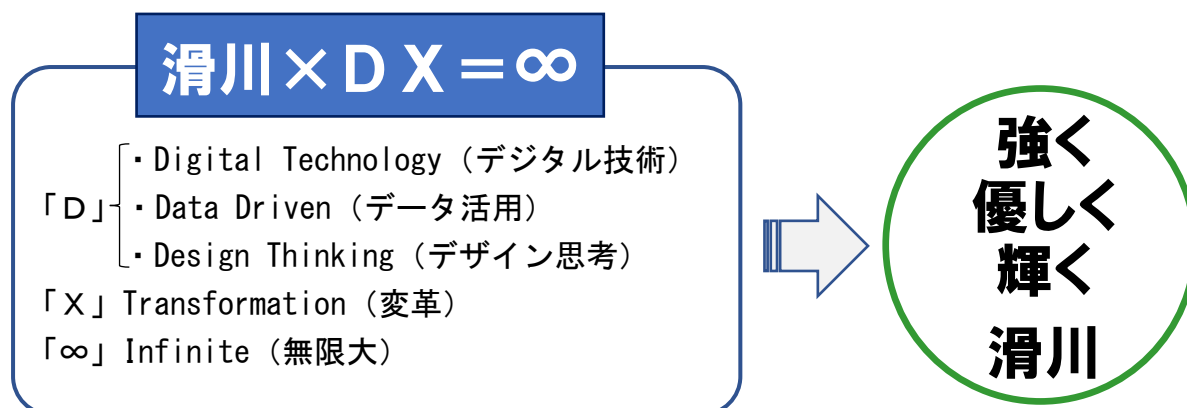 滑川×DX=∞
・Digital Technology(デジタル技術)
「D」・Data Driven(データ活用)
・Design Thinking(デザイン思考)
「X」Transformation(変革)
「∞」Infinite(無限大)
強く
優しく
輝く
滑川